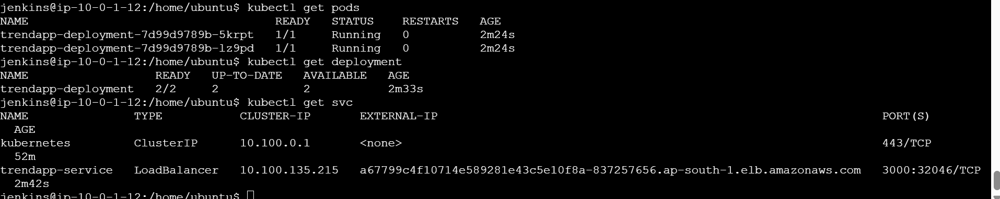 jenkins@ip-10-0-1-12:/home/ubuntu$ kubectl get pods
NAME                                   READY   STATUS    RESTARTS   AGE
trendapp-deployment-7d99d9789b-5krpt   1/1     Running   0          2m24s
trendapp-deployment-7d99d9789b-lz9pd   1/1     Running   0          2m24s
jenkins@ip-10-0-1-12:/home/ubuntu$ kubectl get deployment
NAME                  READY   UP-TO-DATE   AVAILABLE   AGE
trendapp-deployment   2/2     2            2           2m33s
jenkins@ip-10-0-1-12:/home/ubuntu$ kubectl get svc
NAME               TYPE           CLUSTER-IP       EXTERNAL-IP                                                                PORT(S)
  AGE
kubernetes         ClusterIP      10.100.0.1       <none>                                                                     443/TCP
  52m
trendapp-service   LoadBalancer   10.100.135.215   a67799c4f10714e589281e43c5e10f8a-837257656.ap-south-1.elb.amazonaws.com   3000:32046/TCP
  2m42s
jenkins@ip-10-0-1-12:/home/ubuntu$